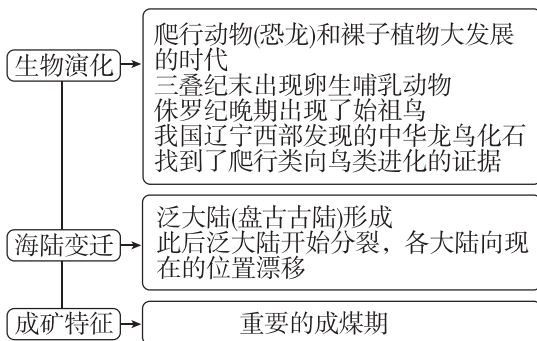 生物演化
爬行动物(恐龙)和裸子植物大发展
的时代
三叠纪末出现卵生哺乳动物
侏罗纪晚期出现了始祖鸟
我国辽宁西部发现的中华龙鸟化石
找到了爬行类向鸟类进化的证据
海陆变迁
泛大陆(盘古古陆)形成
此后泛大陆开始分裂，各大陆向现
在的位置漂移
成矿特征
重要的成煤期